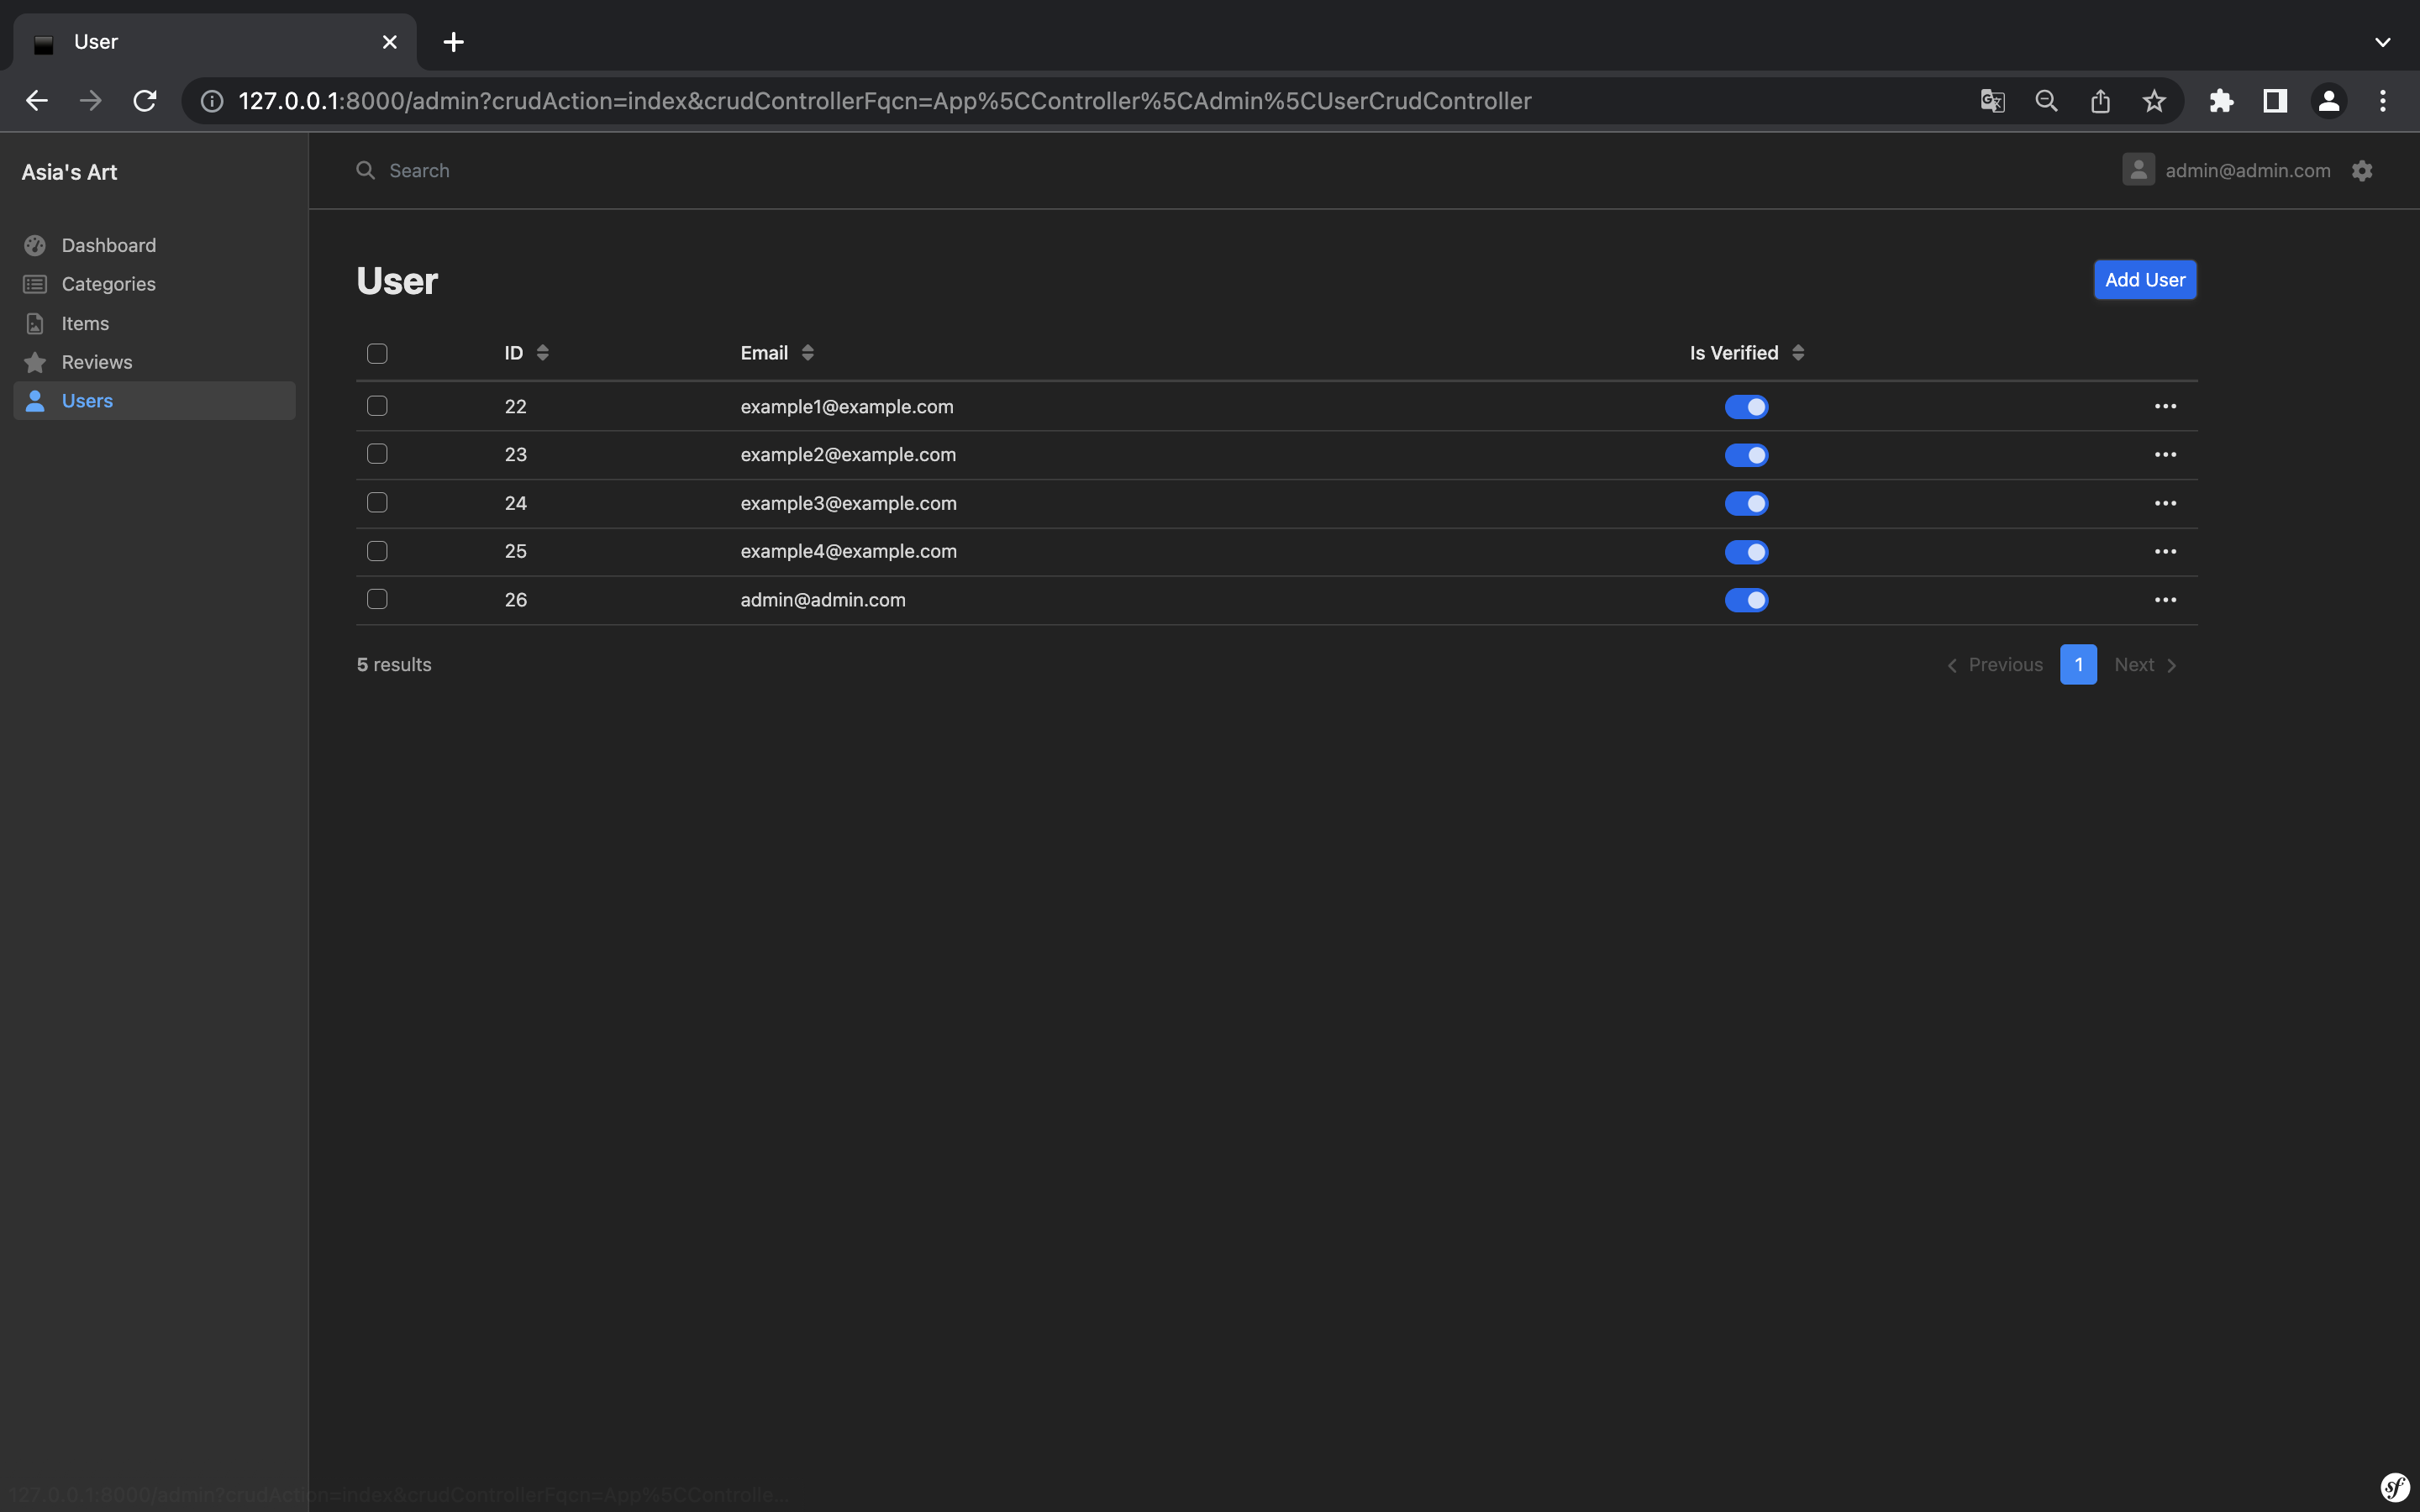 User
127.0.0.1:8000/admin?crudAction=index&crudControllerFqcn=App%5CController%5CAdmin%5CUserCrudController
Asia's Art
Search
admin@admin.com
Dashboard
Categories
Items
Reviews
Users
User
Add User
ID Email Is Verified
22 example1@example.com
23 example2@example.com
24 example3@example.com
25 example4@example.com
26 admin@admin.com
5 results
Previous 1 Next
127.0.0.1:8000/admin?crudAction=index&crudControllerFqcn=App%5CControlle...
sf